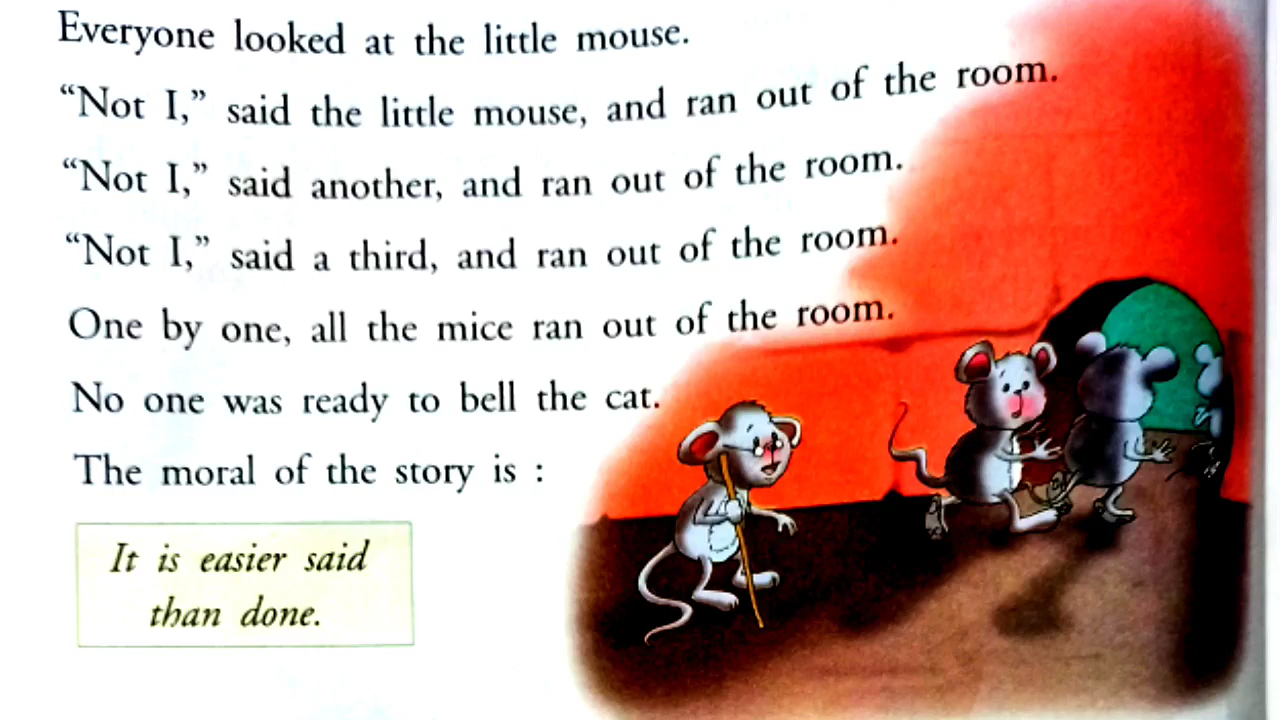 Everyone looked at the little mouse.
“Not I,” said the little mouse, and ran out of the room.
“Not I,” said another, and ran out of the room.
“Not I,” said a third, and ran out of the room.
One by one, all the mice ran out of the room.
No one was ready to bell the cat.
The moral of the story is :
It is easier said
than done.